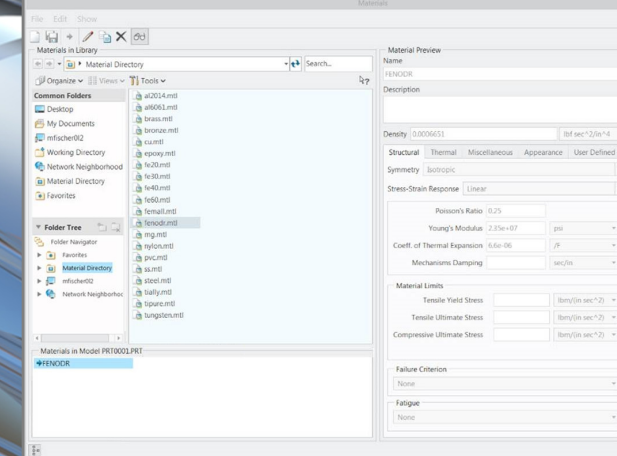 Materials
File Edit Show
Materials in Library
Material Directory
Search...
Organize Views Tools
Common Folders
Desktop
My Documents
mfischer0l2
Working Directory
Network Neighborhood
Material Directory
Favorites
Folder Tree
Folder Navigator
Favorites
Material Directory
mfischer0l2
Network Neighborhoo
al2014.mtl
al6061.mtl
brass.mtl
bronze.mtl
cu.mtl
epoxy.mtl
fe20.mtl
fe30.mtl
fe40.mtl
fe60.mtl
femall.mtl
fenodr.mtl
mg.mtl
nylon.mtl
pvc.mtl
ss.mtl
steel.mtl
tially.mtl
tipure.mtl
tungsten.mtl
Materials in Model PRT0001.PRT
FENODR
Material Preview
Name
FENODR
Description
Density 0.0006651 lbf sec^2/in^4
Structural Thermal Miscellaneous Appearance User Defined
Symmetry Isotropic
Stress-Strain Response Linear
Poisson's Ratio 0.25
Young's Modulus 2.35e+07 psi
Coeff. of Thermal Expansion 6.6e-06 /F
Mechanisms Damping sec/in
Material Limits
Tensile Yield Stress lbm/(in sec^2)
Tensile Ultimate Stress lbm/(in sec^2)
Compressive Ultimate Stress lbm/(in sec^2)
Failure Criterion
None
Fatigue
None